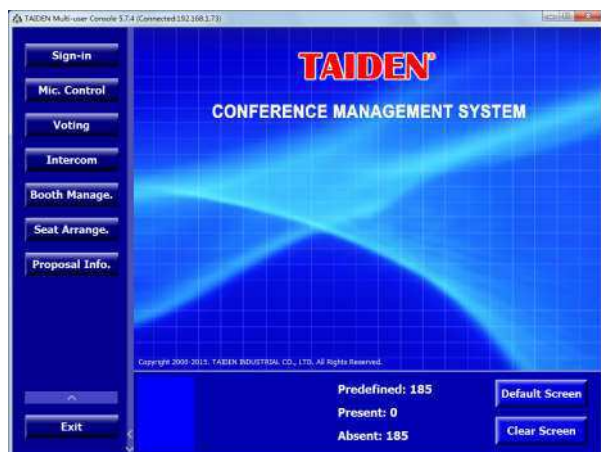 TAIDEN Multi-user Console 5.7.4 (Connected:192.168.1.73)
Sign-in
Mic. Control
Voting
Intercom
Booth Manage.
Seat Arrange.
Proposal Info.
Exit
TAIDEN®
CONFERENCE MANAGEMENT SYSTEM
Copyright 2005-2015. TAIDEN INDUSTRIAL CO., LTD. All Rights Reserved.
Predefined: 185
Present: 0
Absent: 185
Default Screen
Clear Screen